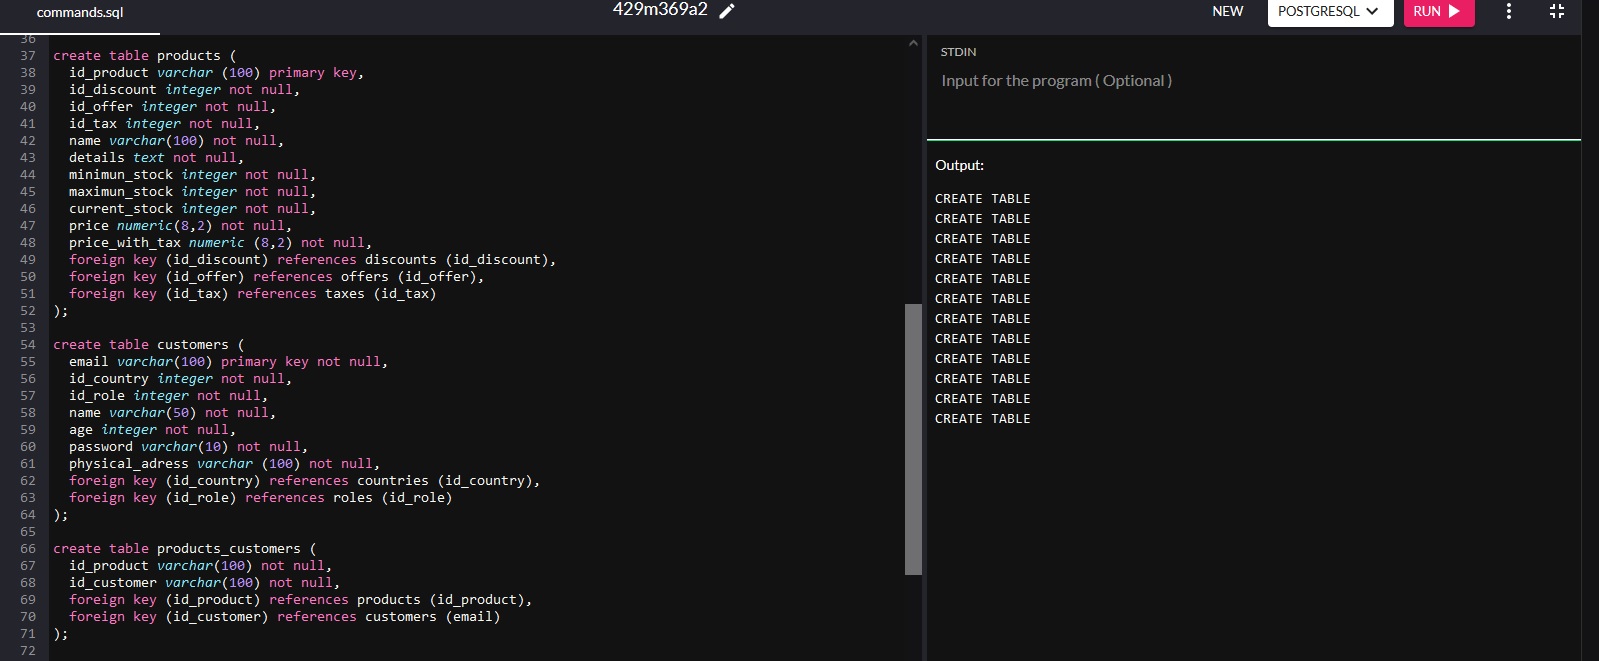 commands.sql
429m369a2
NEW
POSTGRESQL
RUN
36
37 create table products (
38   id_product varchar (100) primary key,
39   id_discount integer not null,
40   id_offer integer not null,
41   id_tax integer not null,
42   name varchar(100) not null,
43   details text not null,
44   minimun_stock integer not null,
45   maximun_stock integer not null,
46   current_stock integer not null,
47   price numeric(8,2) not null,
48   price_with_tax numeric (8,2) not null,
49   foreign key (id_discount) references discounts (id_discount),
50   foreign key (id_offer) references offers (id_offer),
51   foreign key (id_tax) references taxes (id_tax)
52 );
53
54 create table customers (
55   email varchar(100) primary key not null,
56   id_country integer not null,
57   id_role integer not null,
58   name varchar(50) not null,
59   age integer not null,
60   password varchar(10) not null,
61   physical_adress varchar (100) not null,
62   foreign key (id_country) references countries (id_country),
63   foreign key (id_role) references roles (id_role)
64 );
65
66 create table products_customers (
67   id_product varchar(100) not null,
68   id_customer varchar(100) not null,
69   foreign key (id_product) references products (id_product),
70   foreign key (id_customer) references customers (email)
71 );
72
STDIN
Input for the program ( Optional )
Output:
CREATE TABLE
CREATE TABLE
CREATE TABLE
CREATE TABLE
CREATE TABLE
CREATE TABLE
CREATE TABLE
CREATE TABLE
CREATE TABLE
CREATE TABLE
CREATE TABLE
CREATE TABLE